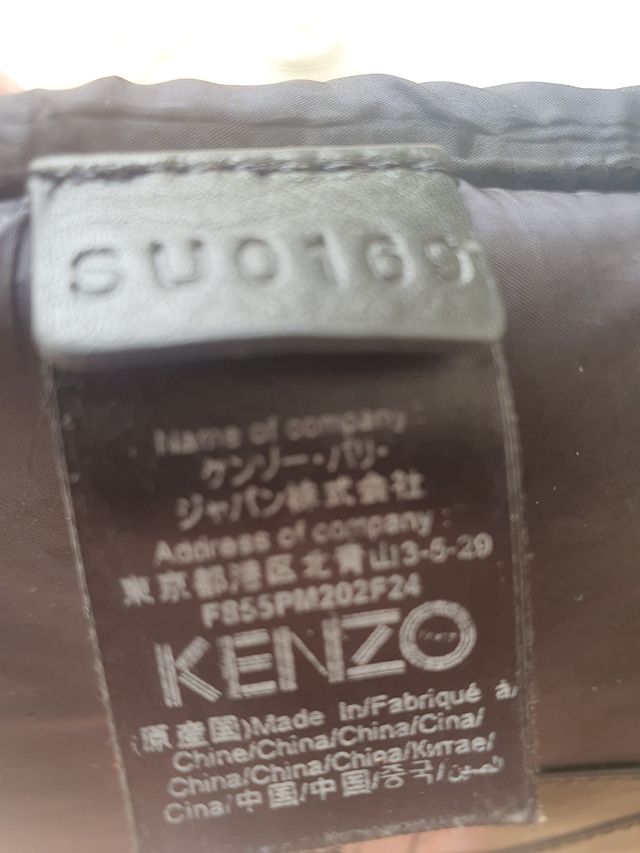 SU0169
Name of company :
ケンゾー・パリ・
ジャパン株式会社
Address of company :
東京都港区北青山3-5-29
F855PM202F24
KENZO
(原産国)Made In/Fabriqué à/
Chine/China/China/Cina/
China/China/China/Китае/
Cina/中国/中国/중국/الصين/